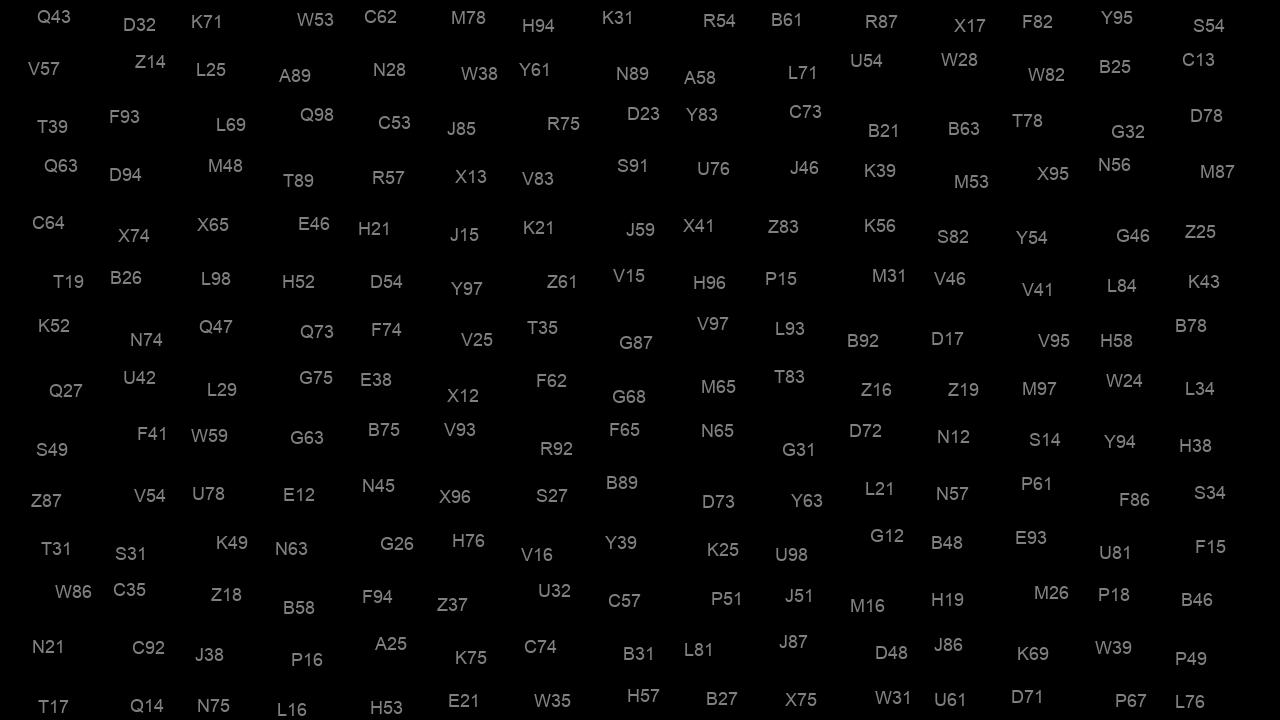 Q43 D32 K71 W53 C62 M78 H94 K31 R54 B61 R87 X17 F82 Y95 S54
V57 Z14 L25 A89 N28 W38 Y61 N89 A58 L71 U54 W28 W82 B25 C13
T39 F93 L69 Q98 C53 J85 R75 D23 Y83 C73 B21 B63 T78 G32 D78
Q63 D94 M48 T89 R57 X13 V83 S91 U76 J46 K39 M53 X95 N56 M87
C64 X74 X65 E46 H21 J15 K21 J59 X41 Z83 K56 S82 Y54 G46 Z25
T19 B26 L98 H52 D54 Y97 Z61 V15 H96 P15 M31 V46 V41 L84 K43
K52 N74 Q47 Q73 F74 V25 T35 G87 V97 L93 B92 D17 V95 H58 B78
Q27 U42 L29 G75 E38 X12 F62 G68 M65 T83 Z16 Z19 M97 W24 L34
S49 F41 W59 G63 B75 V93 R92 F65 N65 G31 D72 N12 S14 Y94 H38
Z87 V54 U78 E12 N45 X96 S27 B89 D73 Y63 L21 N57 P61 F86 S34
T31 S31 K49 N63 G26 H76 V16 Y39 K25 U98 G12 B48 E93 U81 F15
W86 C35 Z18 B58 F94 Z37 U32 C57 P51 J51 M16 H19 M26 P18 B46
N21 C92 J38 P16 A25 K75 C74 B31 L81 J87 D48 J86 K69 W39 P49
T17 Q14 N75 L16 H53 E21 W35 H57 B27 X75 W31 U61 D71 P67 L76